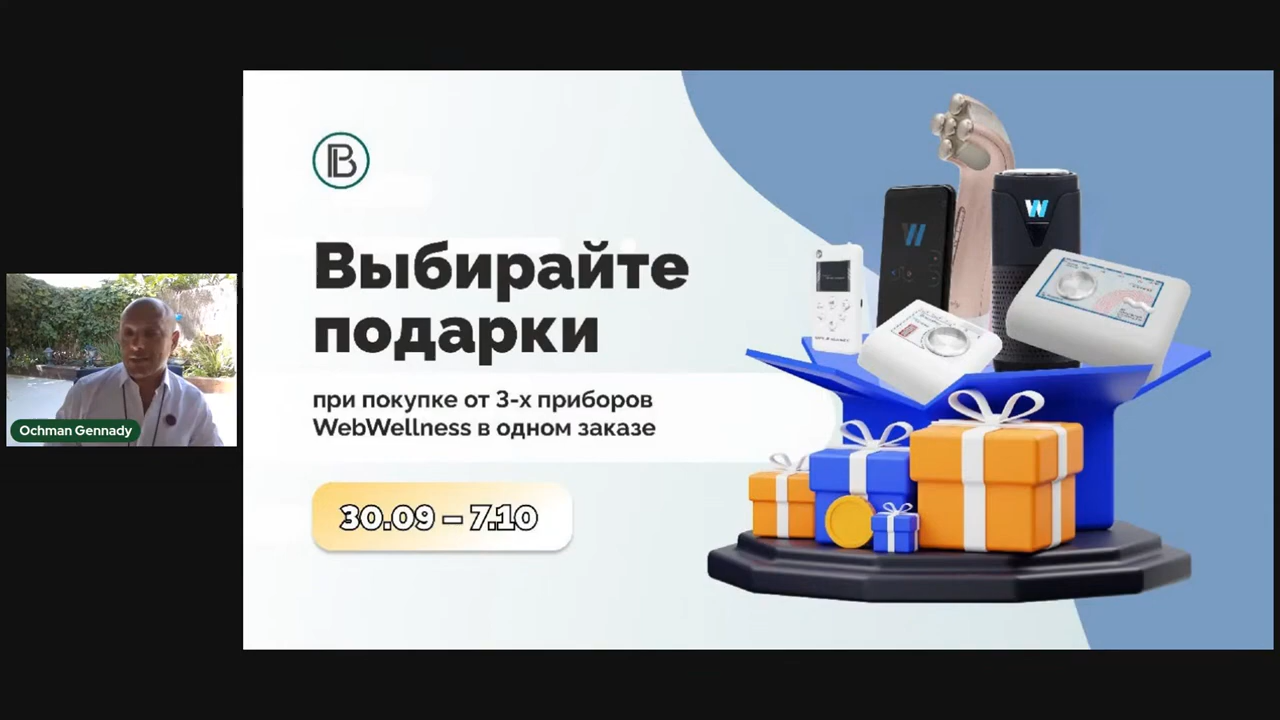 Выбирайте
подарки
при покупке от 3-х приборов
WebWellness в одном заказе
30.09 – 7.10
Ochman Gennady
W
W